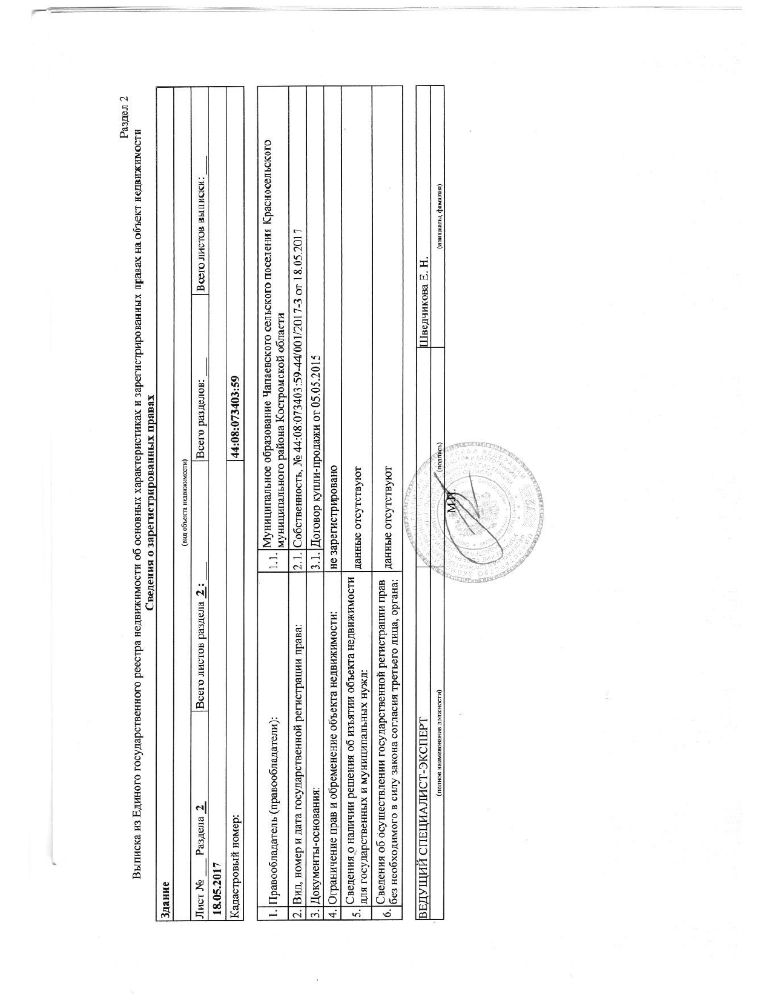 Раздел 2
Выписка из Единого государственного реестра недвижимости об основных характеристиках и зарегистрированных правах на объект недвижимости
Сведения о зарегистрированных правах
Здание
(вид объекта недвижимости)
Лист № ___ Раздела 2 Всего листов раздела 2: ___ Всего разделов: ___ Всего листов выписки: ___
18.05.2017
Кадастровый номер: 44:08:073403:59
1. Правообладатель (правообладатели): 1.1. Муниципальное образование Чапаевского сельского поселения Красносельского
муниципального района Костромской области
2. Вид, номер и дата государственной регистрации права: 2.1. Собственность, № 44:08:073403:59-44/001/2017-3 от 18.05.2017
3. Документы-основания: 3.1. Договор купли-продажи от 05.05.2015
4. Ограничение прав и обременение объекта недвижимости: не зарегистрировано
5. Сведения о наличии решения об изъятии объекта недвижимости
для государственных и муниципальных нужд: данные отсутствуют
6. Сведения об осуществлении государственной регистрации прав
без необходимого в силу закона согласия третьего лица, органа: данные отсутствуют
ВЕДУЩИЙ СПЕЦИАЛИСТ-ЭКСПЕРТ Шведчикова Е. Н.
(полное наименование должности) (подпись) (инициалы, фамилия)
М.П.